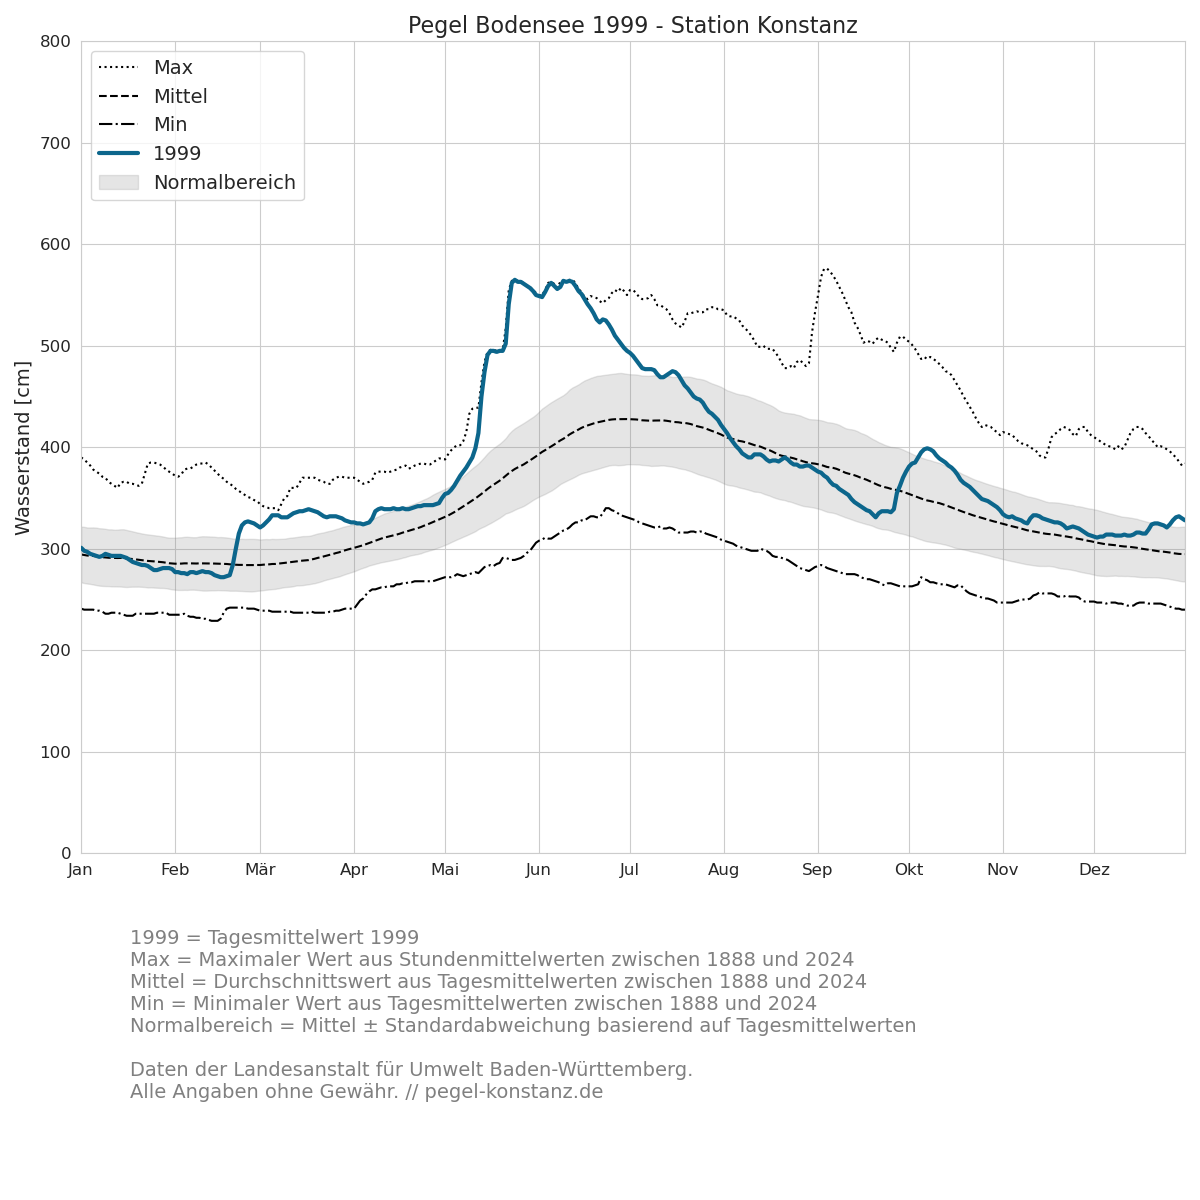 Pegel Bodensee 1999 - Station Konstanz
800
700
600
500
400
300
200
100
0
Wasserstand [cm]
Max
Mittel
Min
1999
Normalbereich
Jan Feb Mär Apr Mai Jun Jul Aug Sep Okt Nov Dez
1999 = Tagesmittelwert 1999
Max = Maximaler Wert aus Stundenmittelwerten zwischen 1888 und 2024
Mittel = Durchschnittswert aus Tagesmittelwerten zwischen 1888 und 2024
Min = Minimaler Wert aus Tagesmittelwerten zwischen 1888 und 2024
Normalbereich = Mittel ± Standardabweichung basierend auf Tagesmittelwerten
Daten der Landesanstalt für Umwelt Baden-Württemberg.
Alle Angaben ohne Gewähr. // pegel-konstanz.de